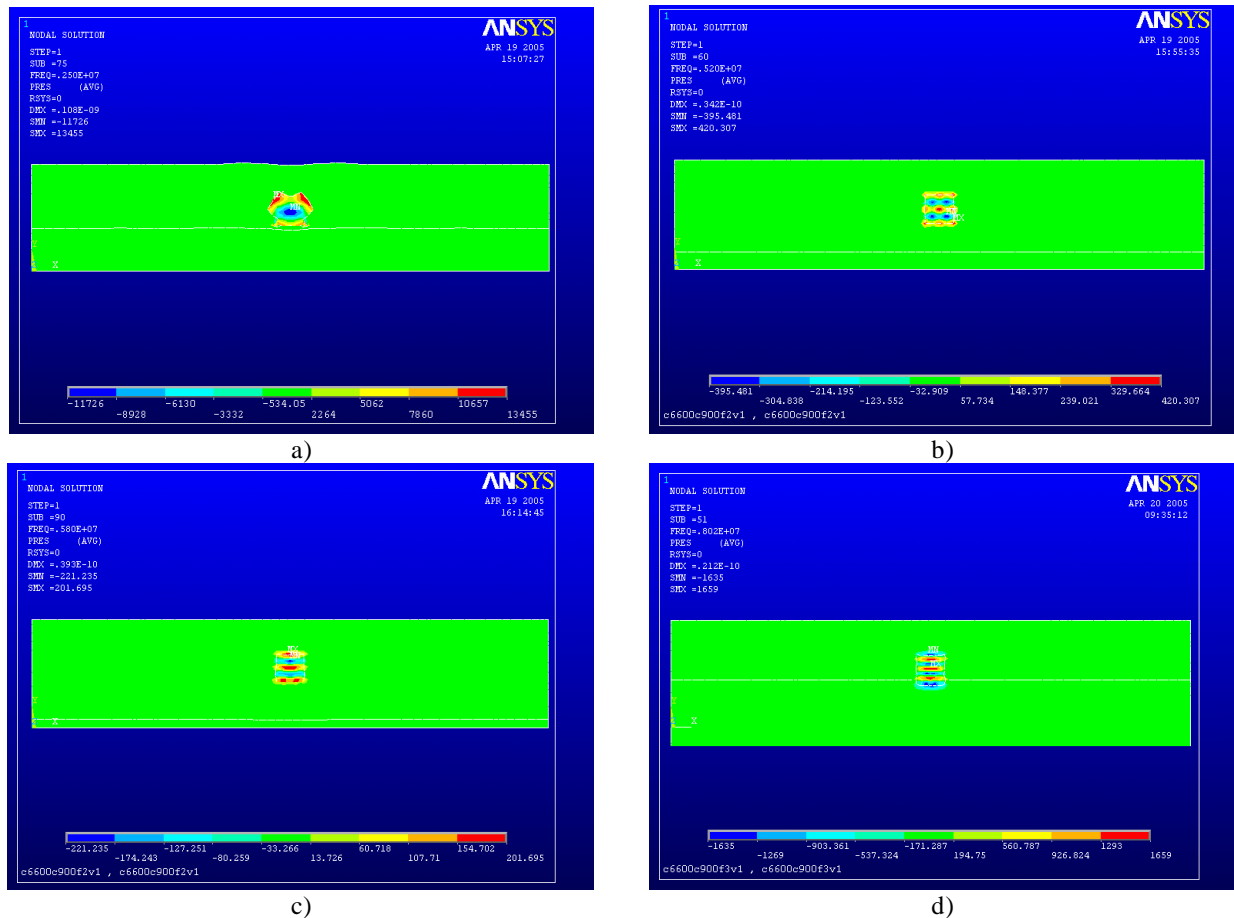 1
ANSYS
NODAL SOLUTION
APR 19 2005
15:07:27
STEP=1
SUB =75
FREQ=.250E+07
PRES (AVG)
RSYS=0
DMX =.108E-09
SMN =-11726
SMX =13455
MX
MN
Y
X
-11726 -6130 -534.05 5062 10657
-8928 -3332 2264 7860 13455
a)
1
ANSYS
NODAL SOLUTION
APR 19 2005
15:55:35
STEP=1
SUB =60
FREQ=.520E+07
PRES (AVG)
RSYS=0
DMX =.342E-10
SMN =-395.481
SMX =420.307
MX
Y
X
-395.481 -214.195 -32.909 148.377 329.664
-304.838 -123.552 57.734 239.021 420.307
c6600c900f2v1 , c6600c900f2v1
b)
1
ANSYS
NODAL SOLUTION
APR 19 2005
16:14:45
STEP=1
SUB =90
FREQ=.580E+07
PRES (AVG)
RSYS=0
DMX =.393E-10
SMN =-221.235
SMX =201.695
MX
Y
X
-221.235 -127.251 -33.266 60.718 154.702
-174.243 -80.259 13.726 107.71 201.695
c6600c900f2v1 , c6600c900f2v1
c)
1
ANSYS
NODAL SOLUTION
APR 20 2005
09:35:12
STEP=1
SUB =51
FREQ=.802E+07
PRES (AVG)
RSYS=0
DMX =.212E-10
SMN =-1635
SMX =1659
MN
MX
Y
X
-1635 -903.361 -171.287 560.787 1293
-1269 -537.324 194.75 926.824 1659
c6600c900f3v1 , c6600c900f3v1
d)